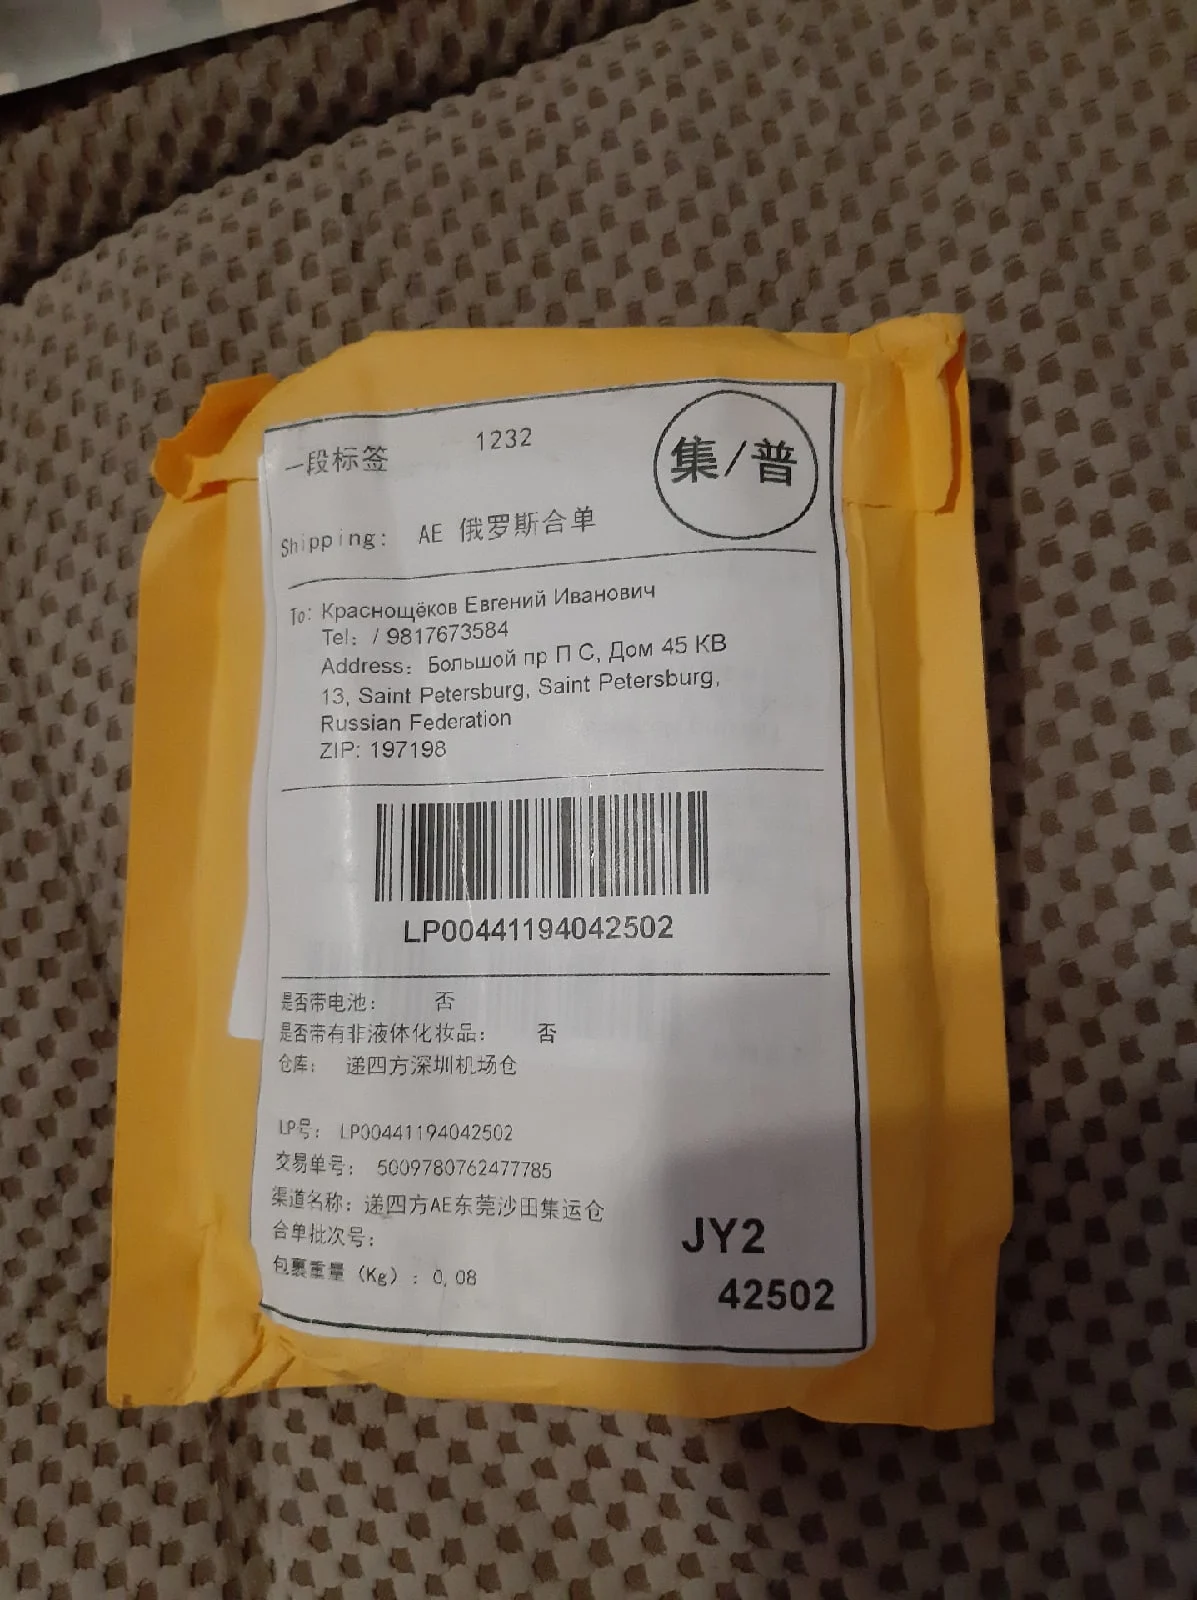 一段标签 1232 集/普
Shipping: AE 俄罗斯合单
To: Краснощёков Евгений Иванович
Tel: / 9817673584
Address: Большой пр П С, Дом 45 КВ
13, Saint Petersburg, Saint Petersburg,
Russian Federation
ZIP: 197198
LP00441194042502
是否带电池: 否
是否带有非液体化妆品: 否
仓库: 递四方深圳机场仓
LP号: LP00441194042502
交易单号: 5009780762477785
渠道名称: 递四方AE东莞沙田集运仓
合单批次号:
包裹重量 (Kg) : 0.08
JY2
42502